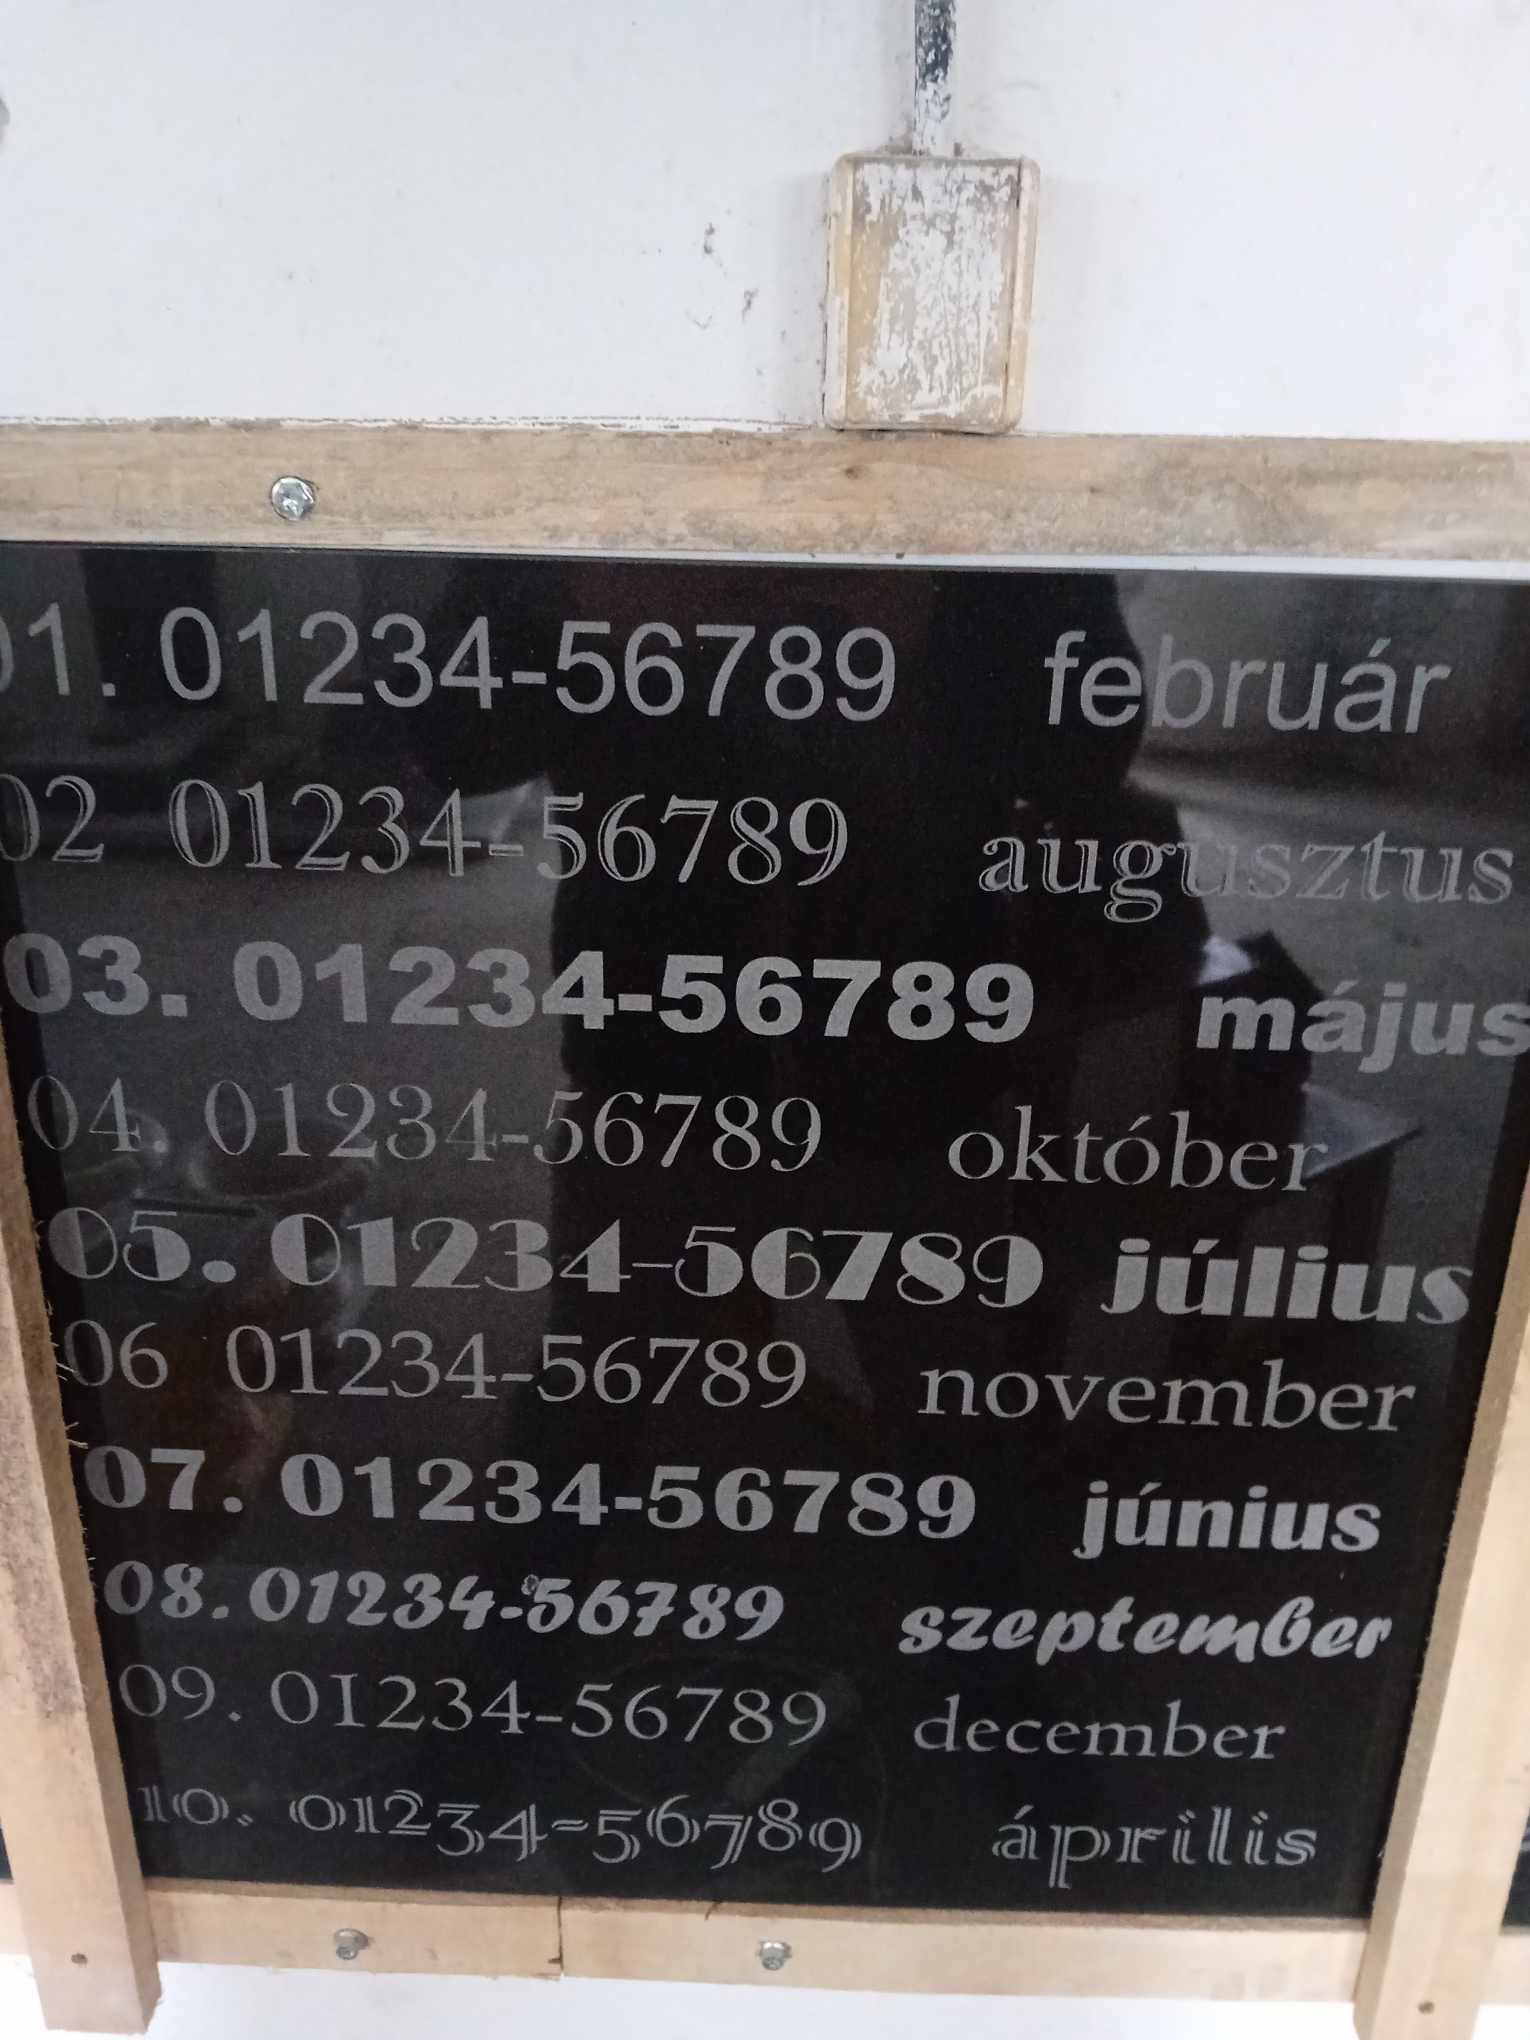 01. 01234-56789 február
02 01234-56789 augusztus
03. 01234-56789 május
04. 01234-56789 október
05. 01234-56789 július
06 01234-56789 november
07. 01234-56789 június
08. 01234-56789 szeptember
09. 01234-56789 december
10. 01234-56789 április